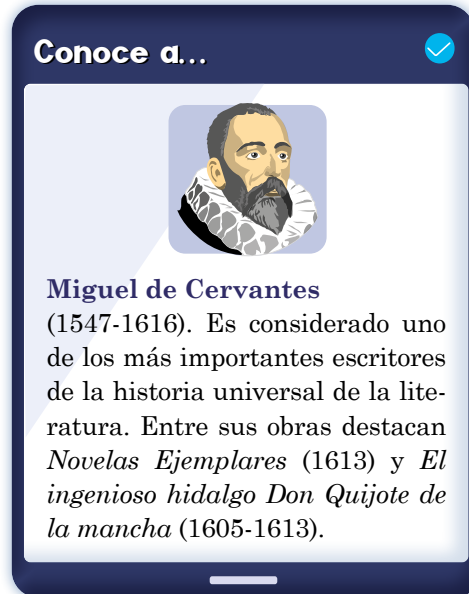 Conoce a...
Miguel de Cervantes
(1547-1616). Es considerado uno
de los más importantes escritores
de la historia universal de la lite-
ratura. Entre sus obras destacan
Novelas Ejemplares (1613) y El
ingenioso hidalgo Don Quijote de
la mancha (1605-1613).